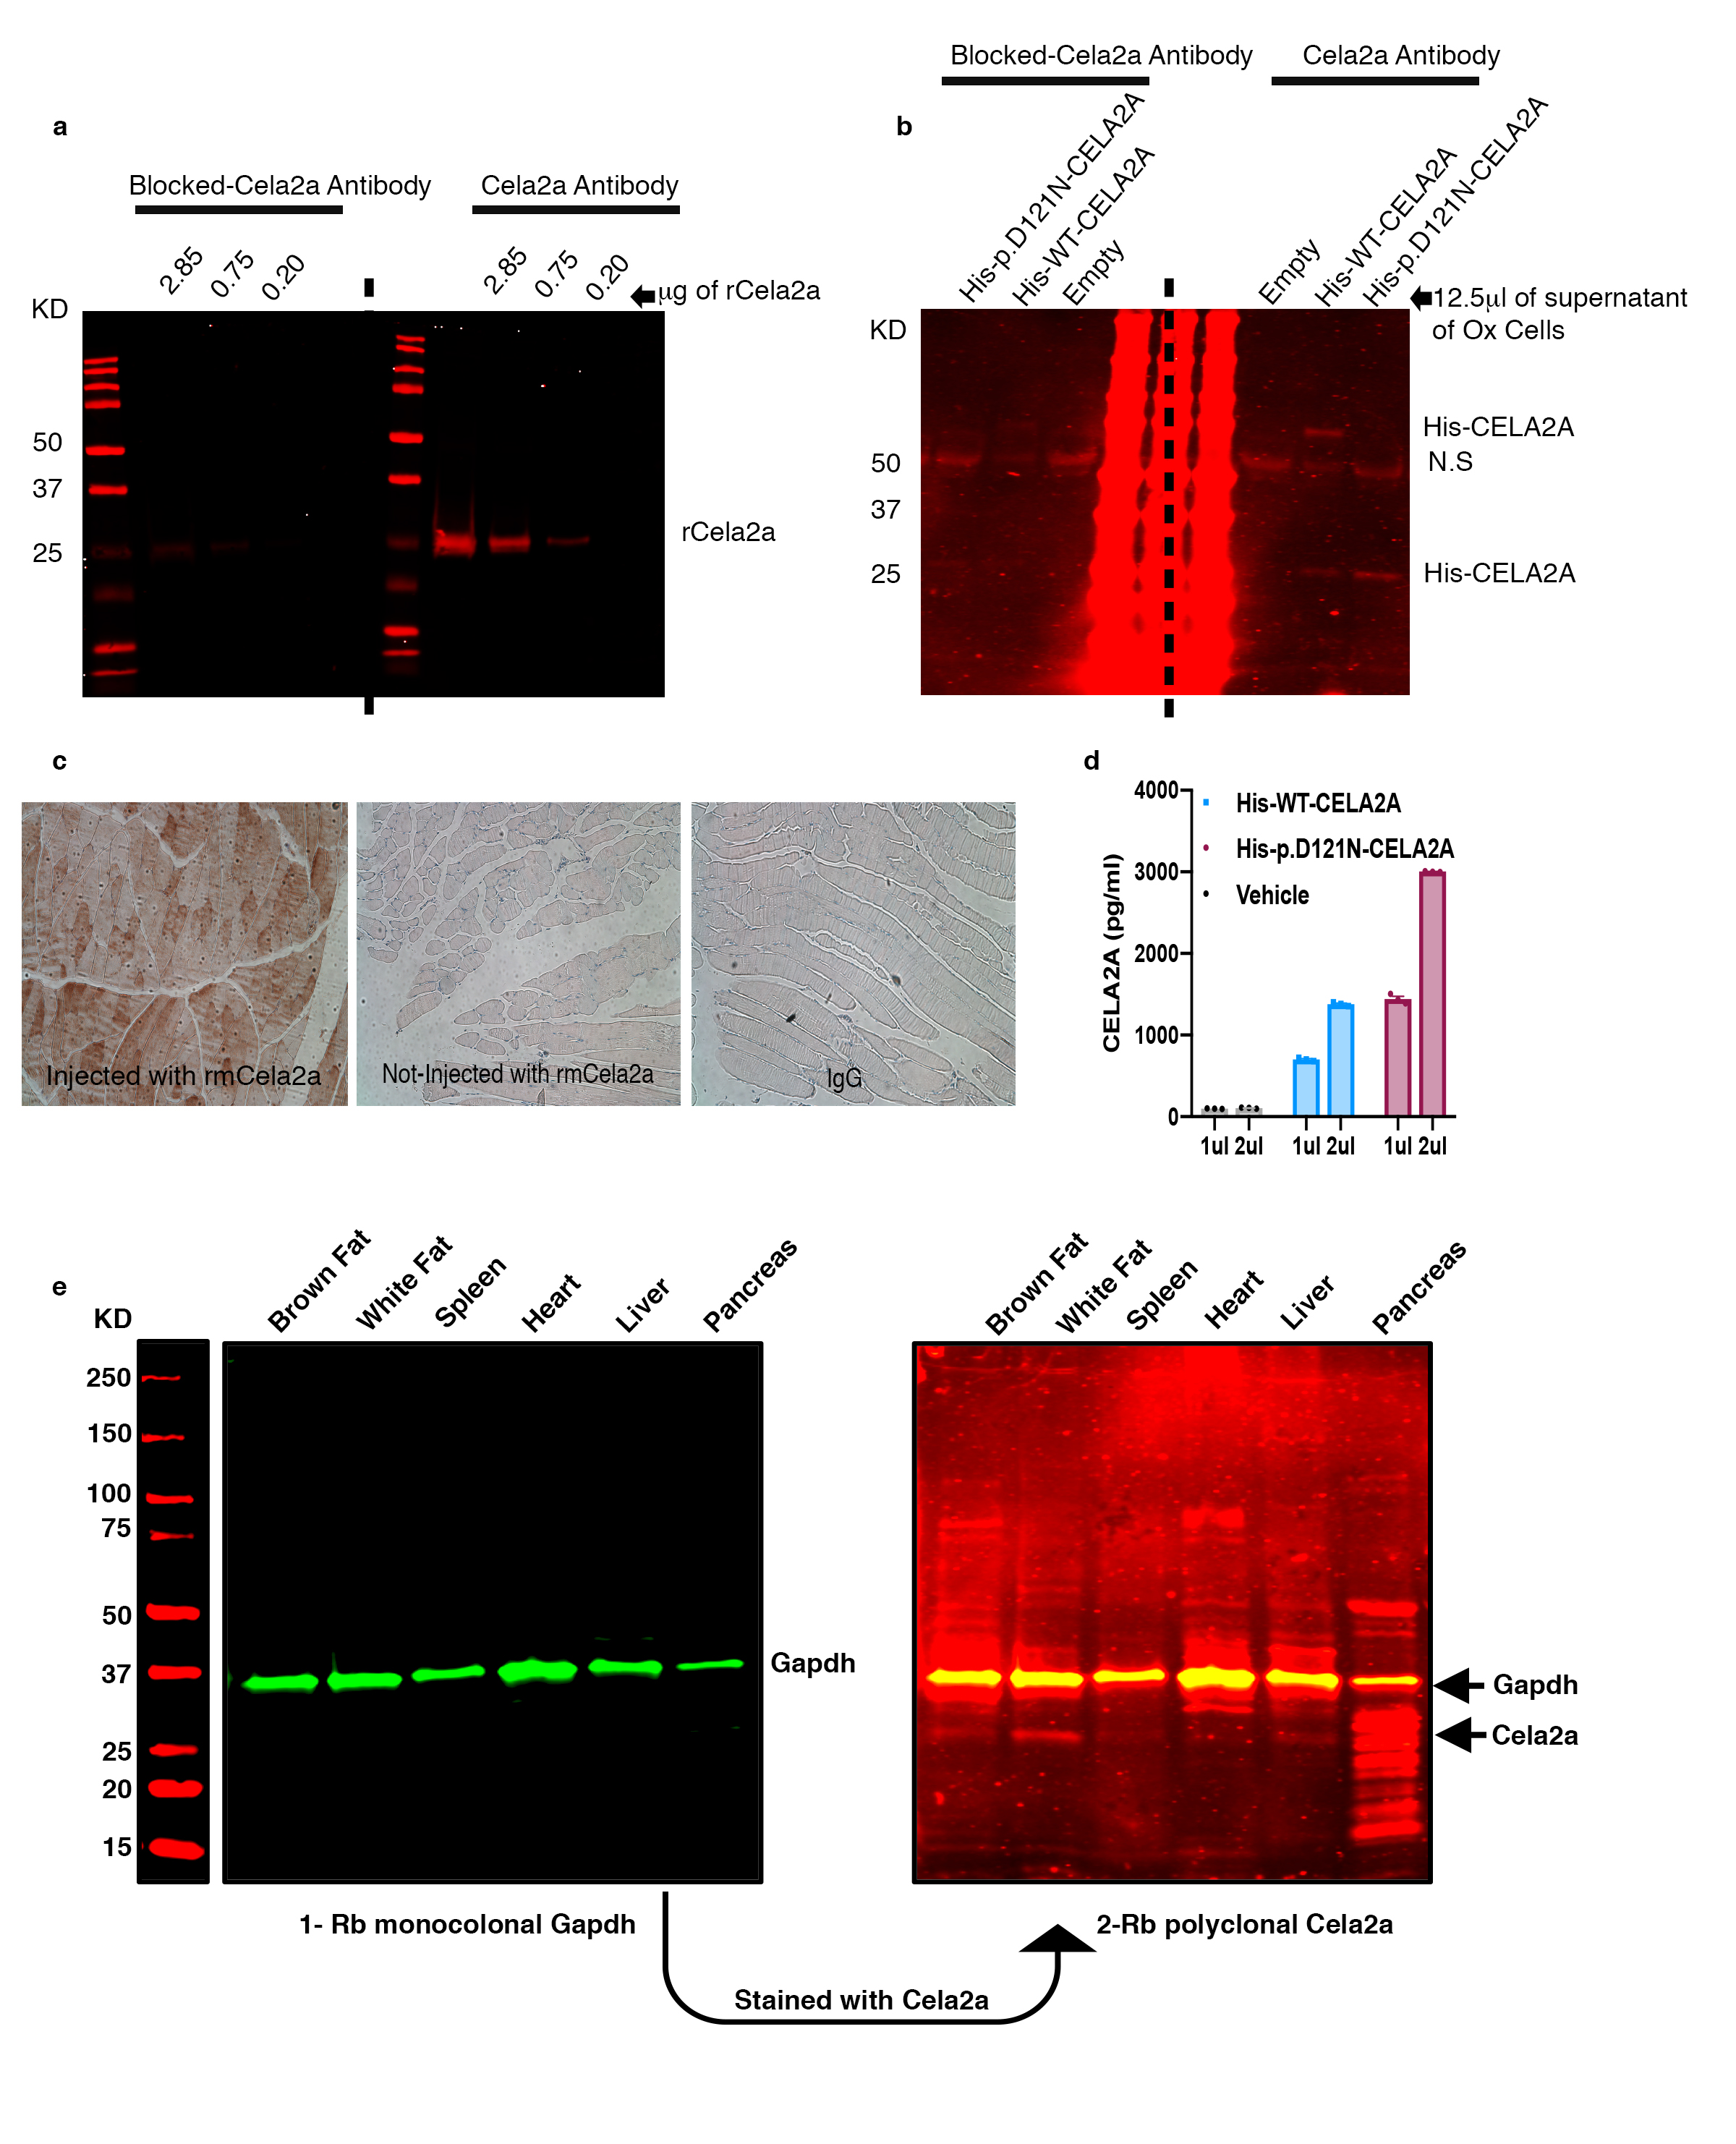 a
Blocked-Cela2a Antibody
Cela2a Antibody
2.85
0.75
0.20
2.85
0.75
0.20
μg of rCela2a
KD
50
37
25
rCela2a
b
Blocked-Cela2a Antibody
Cela2a Antibody
His-p.D121N-CELA2A
His-WT-CELA2A
Empty
Empty
His-WT-CELA2A
His-p.D121N-CELA2A
12.5μl of supernatant
of Ox Cells
KD
50
37
25
His-CELA2A
N.S
His-CELA2A
c
Injected with rmCela2a
Not-Injected with rmCela2a
IgG
d
CELA2A (pg/ml)
4000
3000
2000
1000
0
His-WT-CELA2A
His-p.D121N-CELA2A
Vehicle
1ul 2ul 1ul 2ul 1ul 2ul
e
KD
250
150
100
75
50
37
25
20
15
Brown Fat
White Fat
Spleen
Heart
Liver
Pancreas
Gapdh
Brown Fat
White Fat
Spleen
Heart
Liver
Pancreas
Gapdh
Cela2a
1- Rb monocolonal Gapdh
2-Rb polyclonal Cela2a
Stained with Cela2a